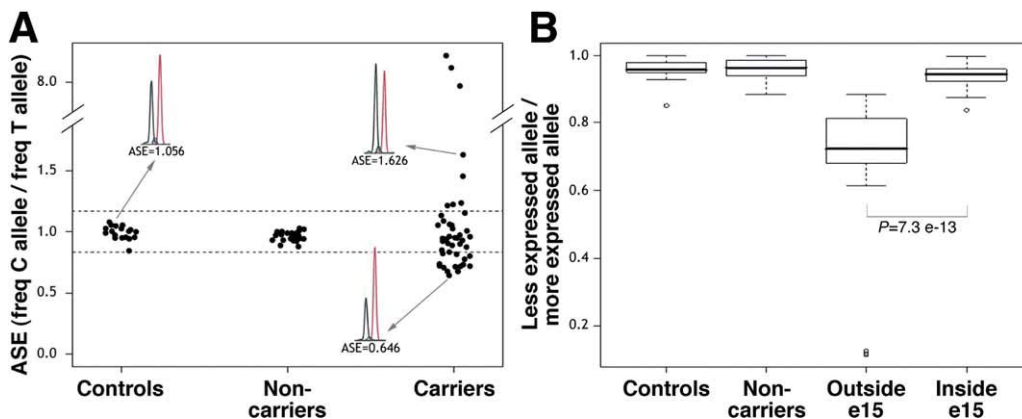 A
ASE (freq C allele / freq T allele)
8.0
1.5
1.0
0.5
0.0
ASE=1.056
ASE=1.626
ASE=0.646
Controls
Non-
carriers
Carriers
B
Less expressed allele /
more expressed allele
1.0
0.8
0.6
0.4
0.2
P=7.3 e-13
Controls
Non-
carriers
Outside
e15
Inside
e15